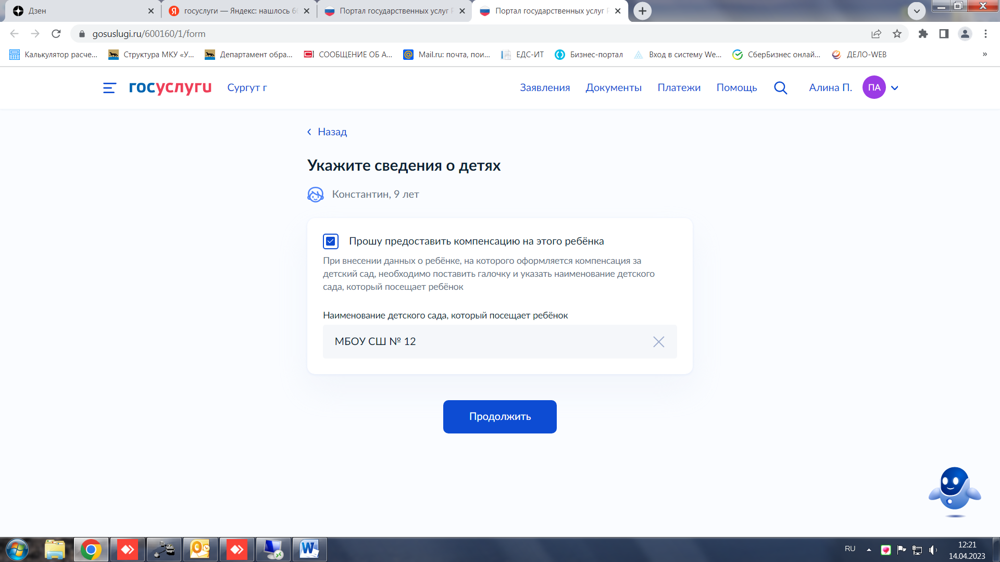 Дзен
госуслуги — Яндекс: нашлось
Портал государственных услуг
Портал государственных услуг
gosuslugi.ru/600160/1/form
Калькулятор расче...
Структура МКУ «У...
Департамент обра...
СООБЩЕНИЕ ОБ А...
Mail.ru: почта, пои...
ЕДС-ИТ
Бизнес-портал
Вход в систему We...
СберБизнес онлай...
ДЕЛО-WEB
»
госуслуги
Сургут г
Заявления
Документы
Платежи
Помощь
Алина П.
ПА
Назад
Укажите сведения о детях
Константин, 9 лет
Прошу предоставить компенсацию на этого ребёнка
При внесении данных о ребёнке, на которого оформляется компенсация за
детский сад, необходимо поставить галочку и указать наименование детского
сада, который посещает ребёнок
Наименование детского сада, который посещает ребёнок
МБОУ СШ № 12
Продолжить
RU
12:21
14.04.2023